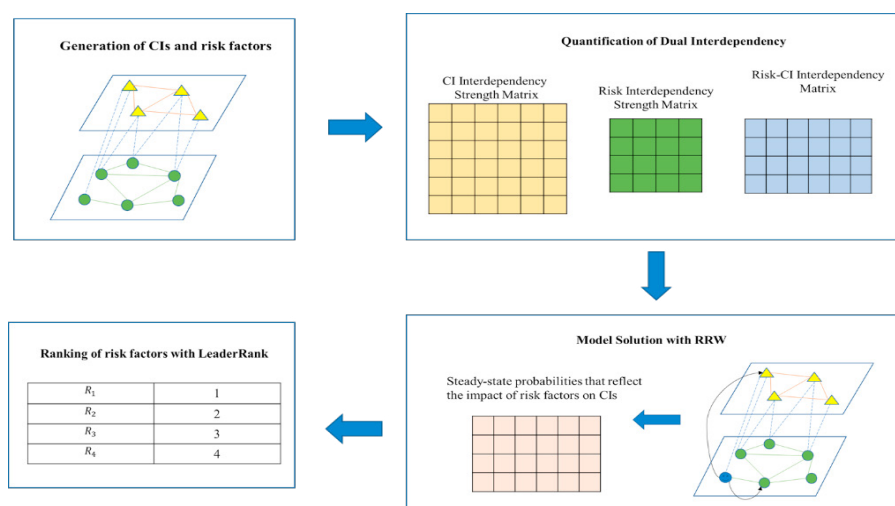 Generation of CIs and risk factors
Quantification of Dual Interdependency
CI Interdependency
Strength Matrix
Risk Interdependency
Strength Matrix
Risk-CI Interdependency
Matrix
Ranking of risk factors with LeaderRank
R₁ 1
R₂ 2
R₃ 3
R₄ 4
Model Solution with RRW
Steady-state probabilities that reflect
the impact of risk factors on CIs